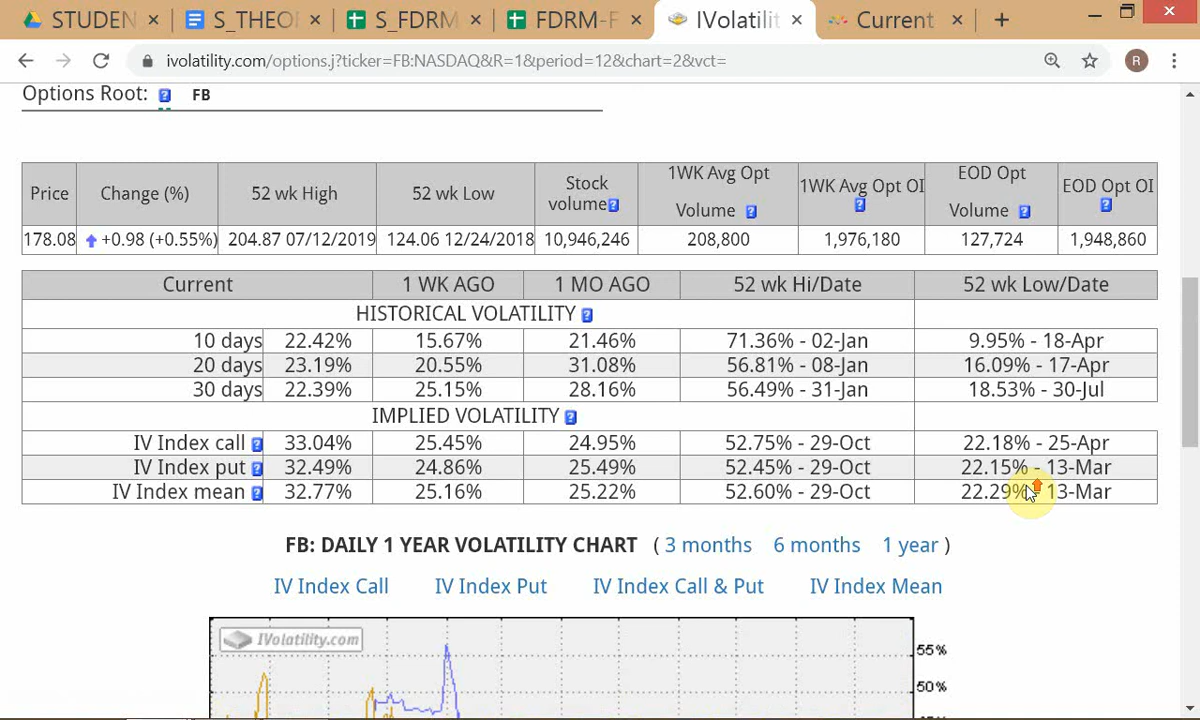 STUDEN × S_THEO × S_FDRM × FDRM-F × IVolatilit × Current × +
ivolatility.com/options.j?ticker=FB:NASDAQ&R=1&period=12&chart=2&vct= R
Options Root: ? FB
Price Change (%) 52 wk High 52 wk Low Stock volume? 1WK Avg Opt Volume ? 1WK Avg Opt OI ? EOD Opt Volume ? EOD Opt OI ?
178.08 +0.98 (+0.55%) 204.87 07/12/2019 124.06 12/24/2018 10,946,246 208,800 1,976,180 127,724 1,948,860
Current 1 WK AGO 1 MO AGO 52 wk Hi/Date 52 wk Low/Date
HISTORICAL VOLATILITY ?
10 days 22.42% 15.67% 21.46% 71.36% - 02-Jan 9.95% - 18-Apr
20 days 23.19% 20.55% 31.08% 56.81% - 08-Jan 16.09% - 17-Apr
30 days 22.39% 25.15% 28.16% 56.49% - 31-Jan 18.53% - 30-Jul
IMPLIED VOLATILITY ?
IV Index call ? 33.04% 25.45% 24.95% 52.75% - 29-Oct 22.18% - 25-Apr
IV Index put ? 32.49% 24.86% 25.49% 52.45% - 29-Oct 22.15% - 13-Mar
IV Index mean ? 32.77% 25.16% 25.22% 52.60% - 29-Oct 22.29% - 13-Mar
FB: DAILY 1 YEAR VOLATILITY CHART ( 3 months 6 months 1 year )
IV Index Call IV Index Put IV Index Call & Put IV Index Mean
IVolatility.com
55%
50%